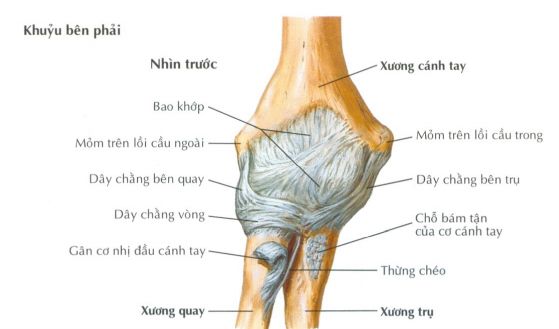 Khuỷu bên phải
Nhìn trước
Xương cánh tay
Bao khớp
Mỏm trên lồi cầu ngoài
Mỏm trên lồi cầu trong
Dây chằng bên quay
Dây chằng bên trụ
Dây chằng vòng
Chỗ bám tận
của cơ cánh tay
Gân cơ nhị đầu cánh tay
Thừng chéo
Xương quay
Xương trụ